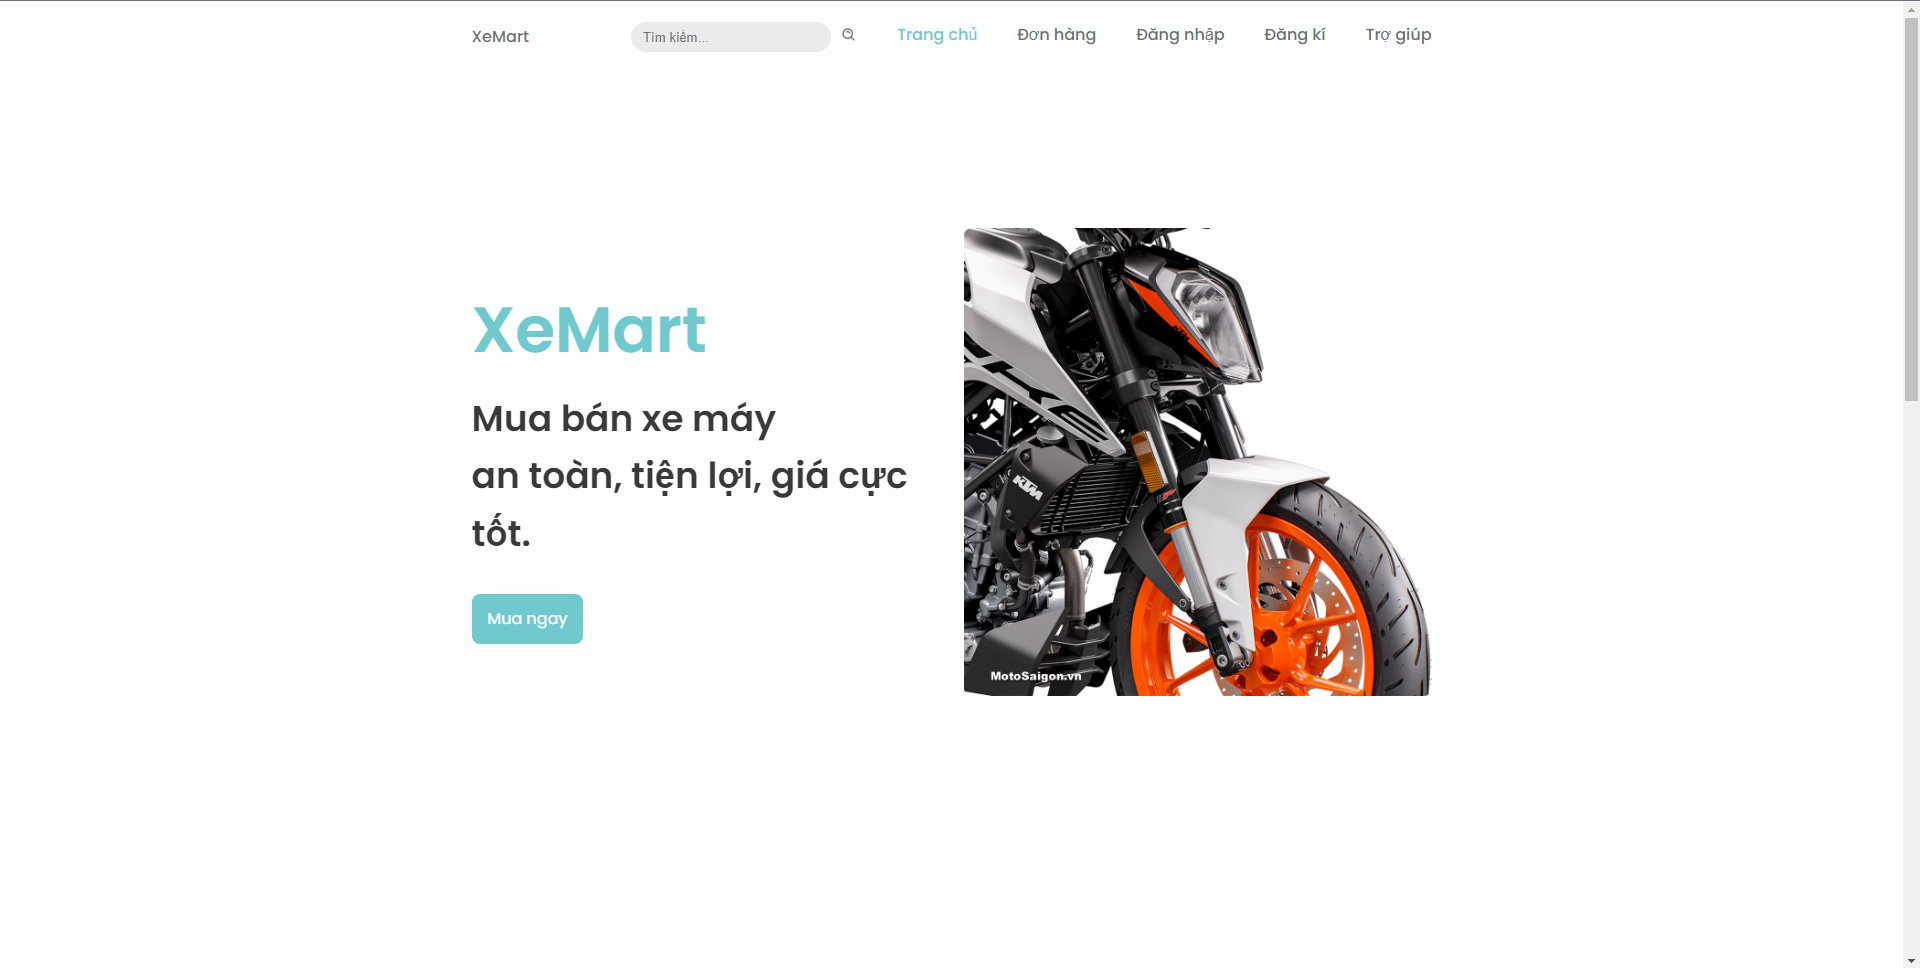 XeMart
Tìm kiếm...
Trang chủ
Đơn hàng
Đăng nhập
Đăng kí
Trợ giúp
XeMart
Mua bán xe máy
an toàn, tiện lợi, giá cực
tốt.
Mua ngay
KTM
MotoSaigon.vn